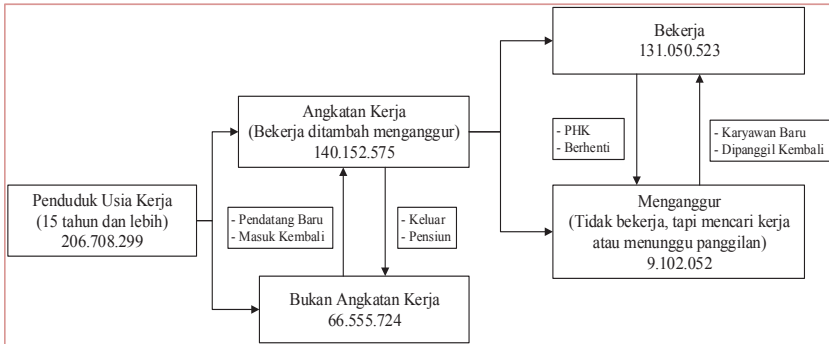 Penduduk Usia Kerja
(15 tahun dan lebih)
206.708.299
Angkatan Kerja
(Bekerja ditambah menganggur)
140.152.575
- Pendatang Baru
- Masuk Kembali
- Keluar
- Pensiun
Bukan Angkatan Kerja
66.555.724
Bekerja
131.050.523
- PHK
- Berhenti
- Karyawan Baru
- Dipanggil Kembali
Menganggur
(Tidak bekerja, tapi mencari kerja
atau menunggu panggilan)
9.102.052